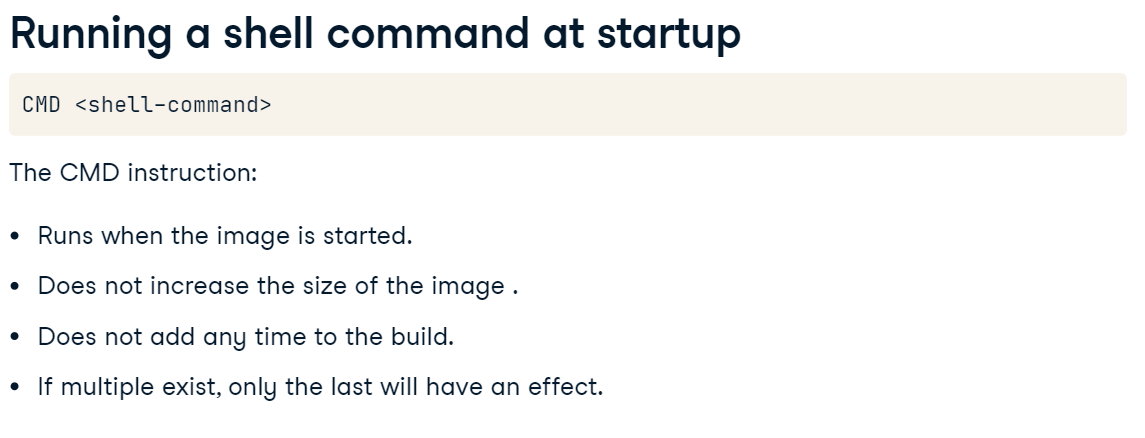 Running a shell command at startup
CMD <shell-command>
The CMD instruction:
• Runs when the image is started.
• Does not increase the size of the image .
• Does not add any time to the build.
• If multiple exist, only the last will have an effect.